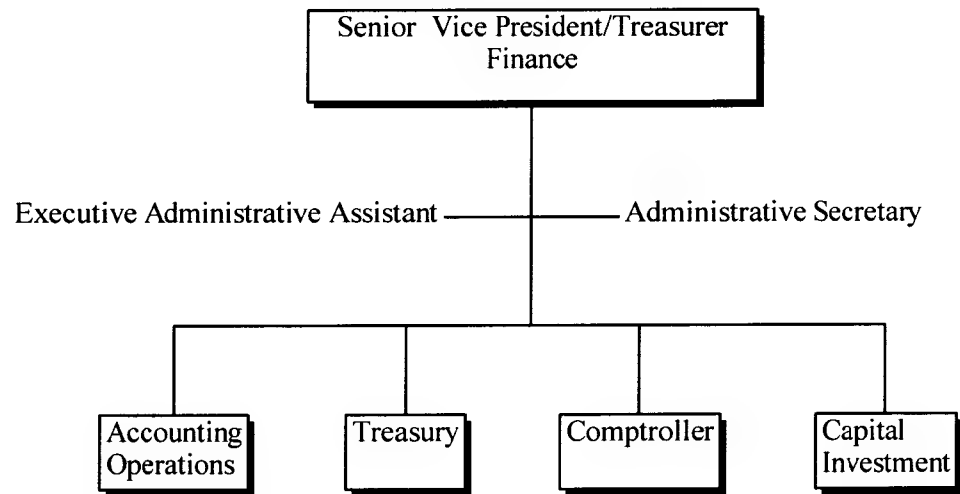 Senior Vice President/Treasurer
Finance
Executive Administrative Assistant
Administrative Secretary
Accounting
Operations
Treasury
Comptroller
Capital
Investment